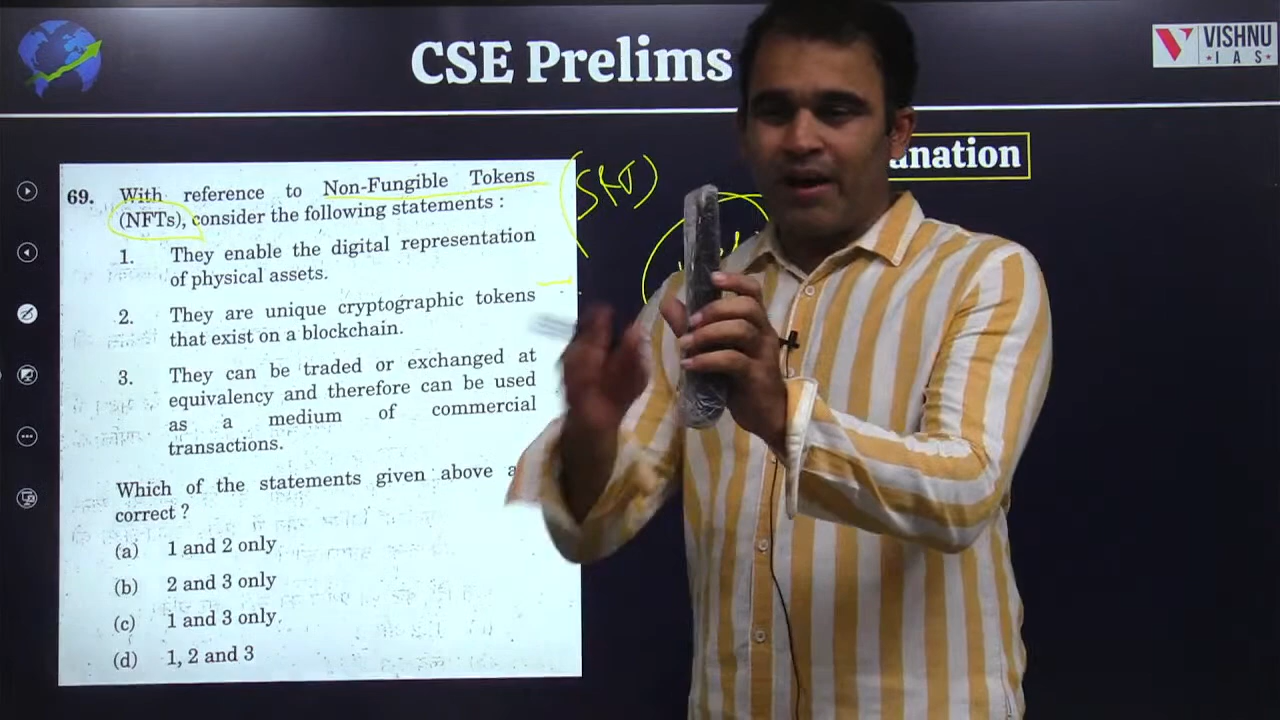 CSE Prelims
VISHNU
IAS
anation
69. With reference to Non-Fungible Tokens
(NFTs), consider the following statements :
1. They enable the digital representation
of physical assets.
2. They are unique cryptographic tokens
that exist on a blockchain.
3. They can be traded or exchanged at
equivalency and therefore can be used
as a medium of commercial
transactions.
Which of the statements given above a
correct ?
(a) 1 and 2 only
(b) 2 and 3 only
(c) 1 and 3 only
(d) 1, 2 and 3